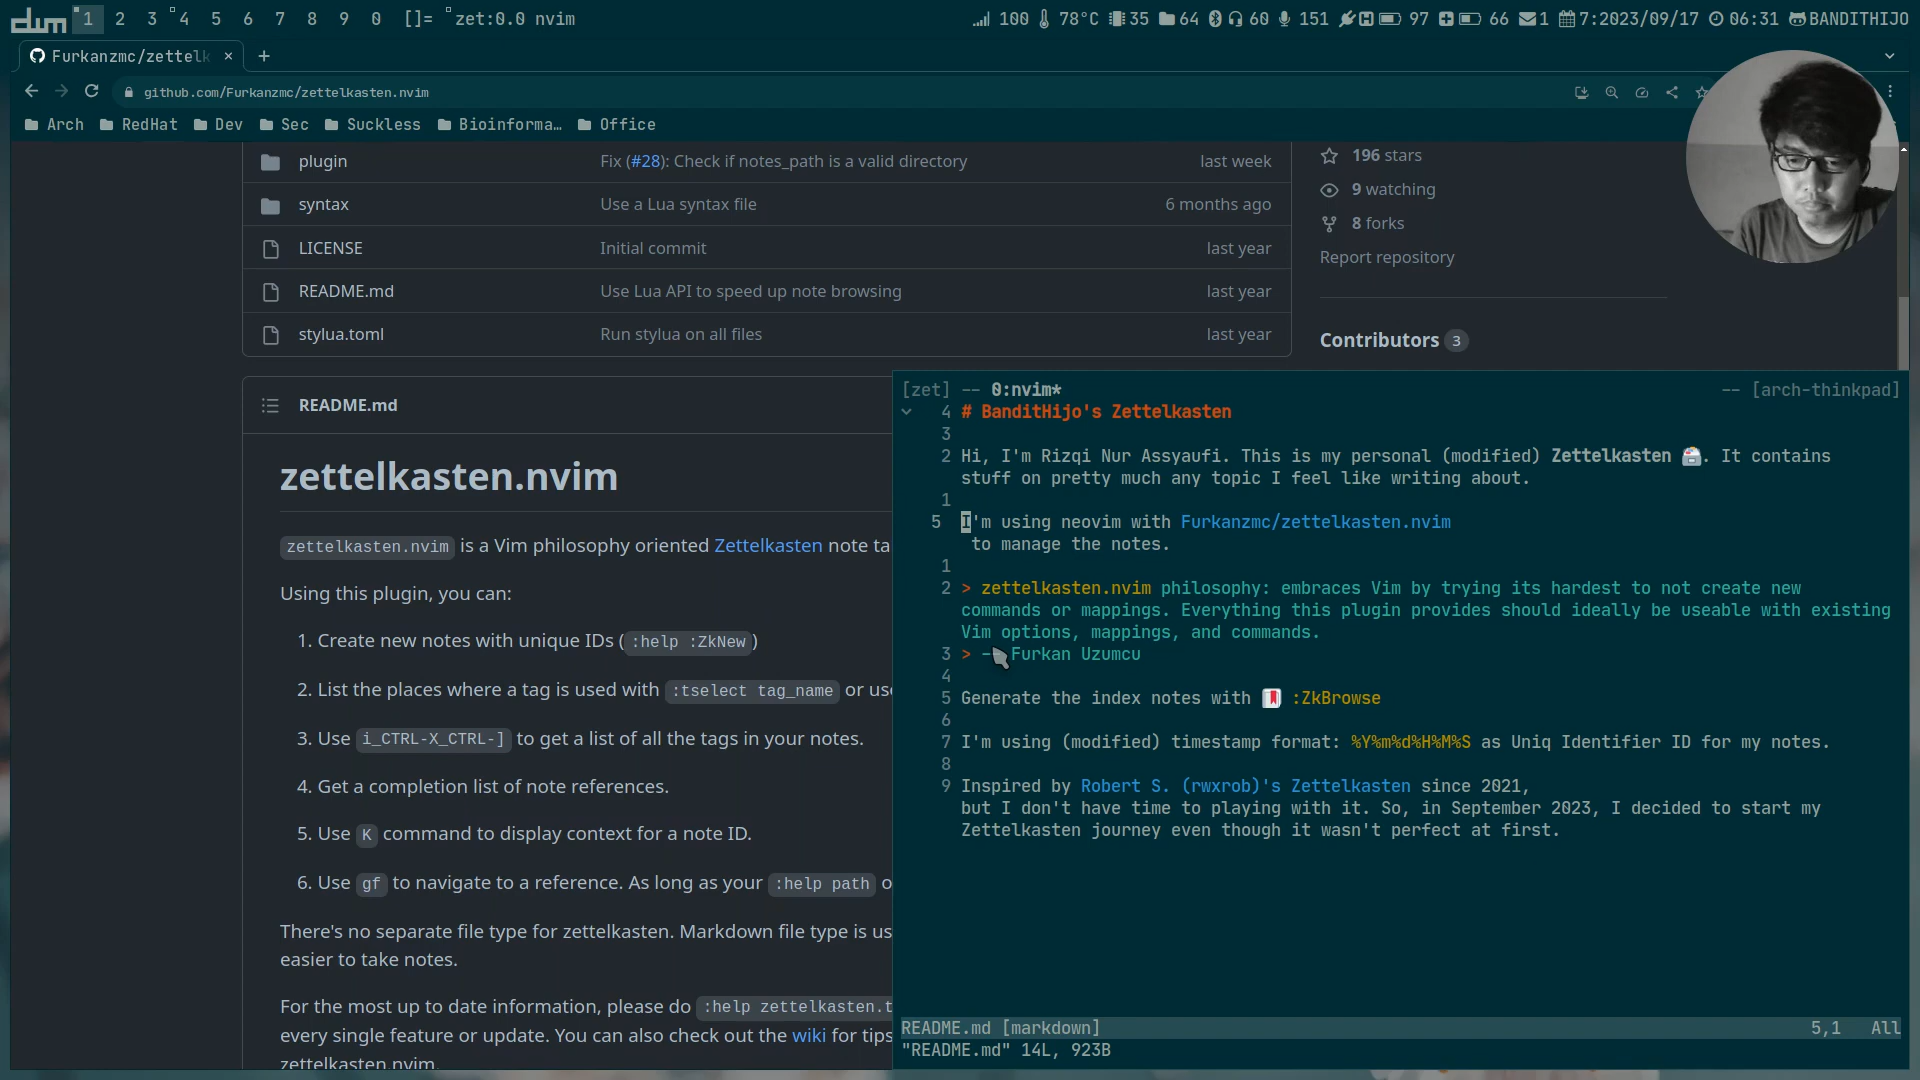 dwm 1 2 3 4 5 6 7 8 9 0 []= zet:0.0 nvim 100 78°C 35 64 60 151 97 66 1 7:2023/09/17 06:31 BANDITHIJO
Furkanzmc/zettelk
github.com/Furkanzmc/zettelkasten.nvim
Arch RedHat Dev Sec Suckless Bioinforma… Office
plugin Fix (#28): Check if notes_path is a valid directory last week
syntax Use a Lua syntax file 6 months ago
LICENSE Initial commit last year
README.md Use Lua API to speed up note browsing last year
stylua.toml Run stylua on all files last year
196 stars
9 watching
8 forks
Report repository
Contributors 3
README.md
zettelkasten.nvim
zettelkasten.nvim is a Vim philosophy oriented Zettelkasten note ta
Using this plugin, you can:
1. Create new notes with unique IDs ( :help :ZkNew )
2. List the places where a tag is used with :tselect tag_name or us
3. Use i_CTRL-X_CTRL-] to get a list of all the tags in your notes.
4. Get a completion list of note references.
5. Use K command to display context for a note ID.
6. Use gf to navigate to a reference. As long as your :help path o
There's no separate file type for zettelkasten. Markdown file type is us
easier to take notes.
For the most up to date information, please do :help zettelkasten.t
every single feature or update. You can also check out the wiki for tips
zettelkasten.nvim.
[zet] -- 0:nvim* -- [arch-thinkpad]
4 # BanditHijo's Zettelkasten
3
2 Hi, I'm Rizqi Nur Assyaufi. This is my personal (modified) Zettelkasten 🗃️. It contains
stuff on pretty much any topic I feel like writing about.
1
5 I'm using neovim with Furkanzmc/zettelkasten.nvim
to manage the notes.
1
2 > zettelkasten.nvim philosophy: embraces Vim by trying its hardest to not create new
commands or mappings. Everything this plugin provides should ideally be useable with existing
Vim options, mappings, and commands.
3 > -- Furkan Uzumcu
4
5 Generate the index notes with :ZkBrowse
6
7 I'm using (modified) timestamp format: %Y%m%d%H%M%S as Uniq Identifier ID for my notes.
8
9 Inspired by Robert S. (rwxrob)'s Zettelkasten since 2021,
but I don't have time to playing with it. So, in September 2023, I decided to start my
Zettelkasten journey even though it wasn't perfect at first.
README.md [markdown] 5,1 All
"README.md" 14L, 923B